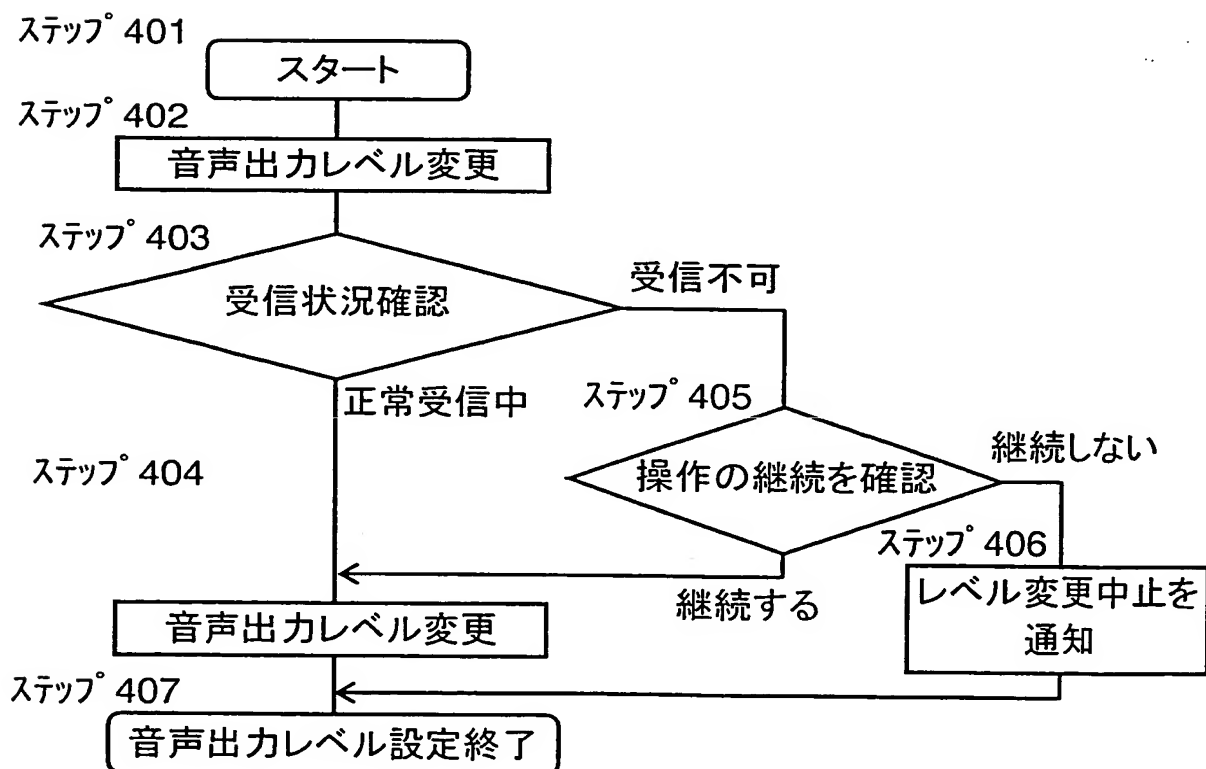 ｽﾃｯﾌﾟ 401
スタート
ｽﾃｯﾌﾟ 402
音声出力レベル変更
ｽﾃｯﾌﾟ 403
受信状況確認
受信不可
正常受信中
ｽﾃｯﾌﾟ 405
操作の継続を確認
継続しない
ｽﾃｯﾌﾟ 404
ｽﾃｯﾌﾟ 406
継続する
レベル変更中止を
通知
音声出力レベル変更
ｽﾃｯﾌﾟ 407
音声出力レベル設定終了